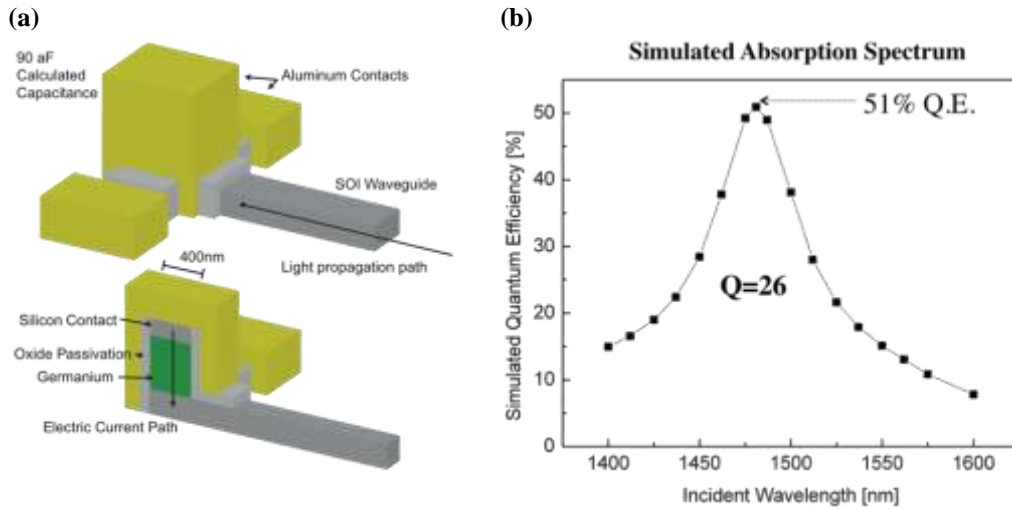 (a)
90 aF
Calculated
Capacitance
Aluminum Contacts
SOI Waveguide
400nm
Light propagation path
Silicon Contact
Oxide Passivation
Germanium
Electric Current Path
(b)
Simulated Absorption Spectrum
51% Q.E.
Q=26
Simulated Quantum Efficiency [%]
50
40
30
20
10
0
1400
1450
1500
1550
1600
Incident Wavelength [nm]